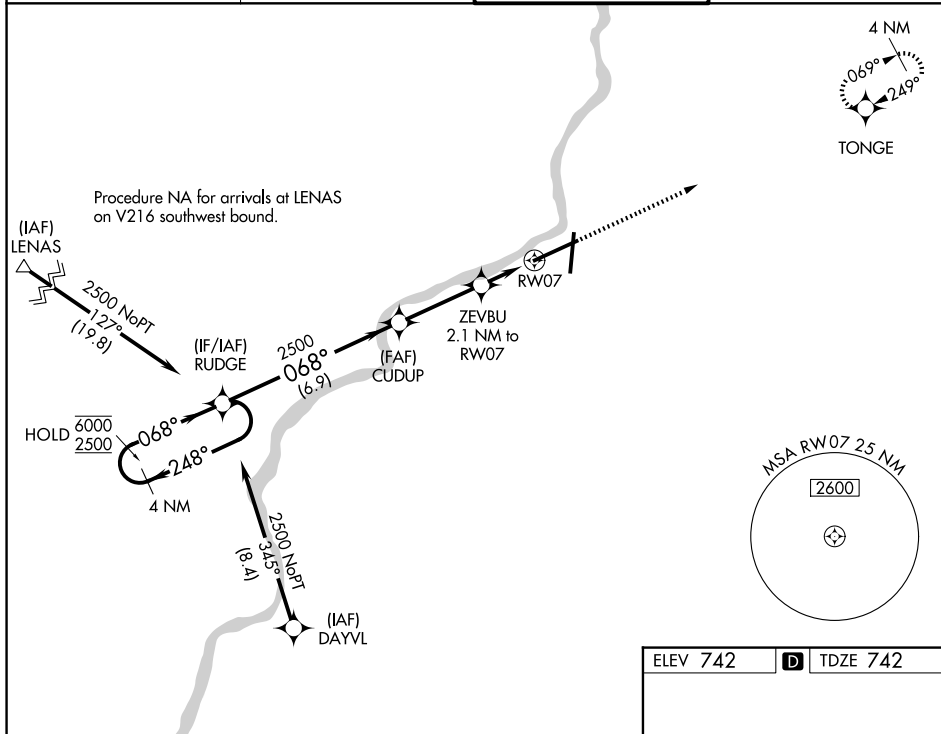 4 NM
069°
249°
TONGE
Procedure NA for arrivals at LENAS
on V216 southwest bound.
(IAF)
LENAS
2500 NoPT
127°
(19.8)
(IF/IAF)
RUDGE
2500
068°
(6.9)
(FAF)
CUDUP
ZEVBU
2.1 NM to
RW07
RW07
HOLD 6000
2500
068°
248°
4 NM
2500 NoPT
345°
(8.4)
(IAF)
DAYVL
MSA RW07 25 NM
2600
ELEV 742 D TDZE 742